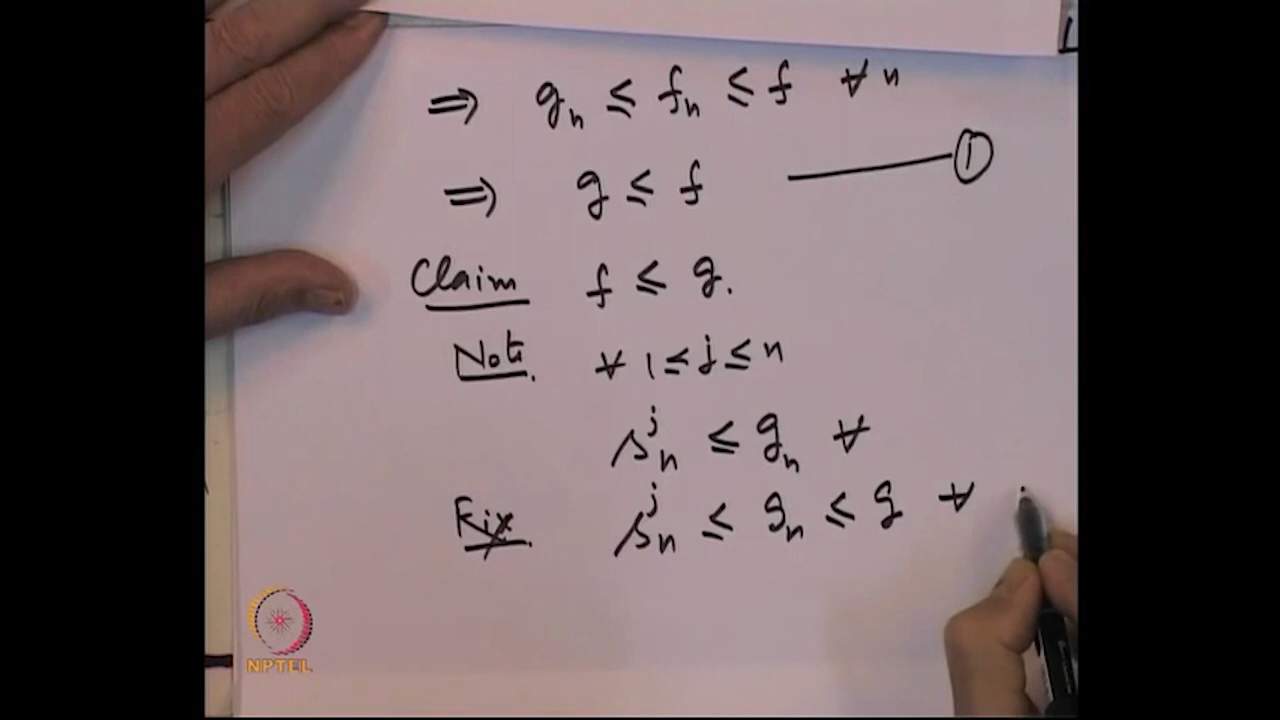 ⇒ gₙ ≤ fₙ ≤ f ∀ n
⇒ g ≤ f ——— ①
Claim f ≤ g.
Note. ∀ 1 ≤ j ≤ n
sₙʲ ≤ gₙ ∀
Fix. sₙʲ ≤ gₙ ≤ g ∀
NPTEL